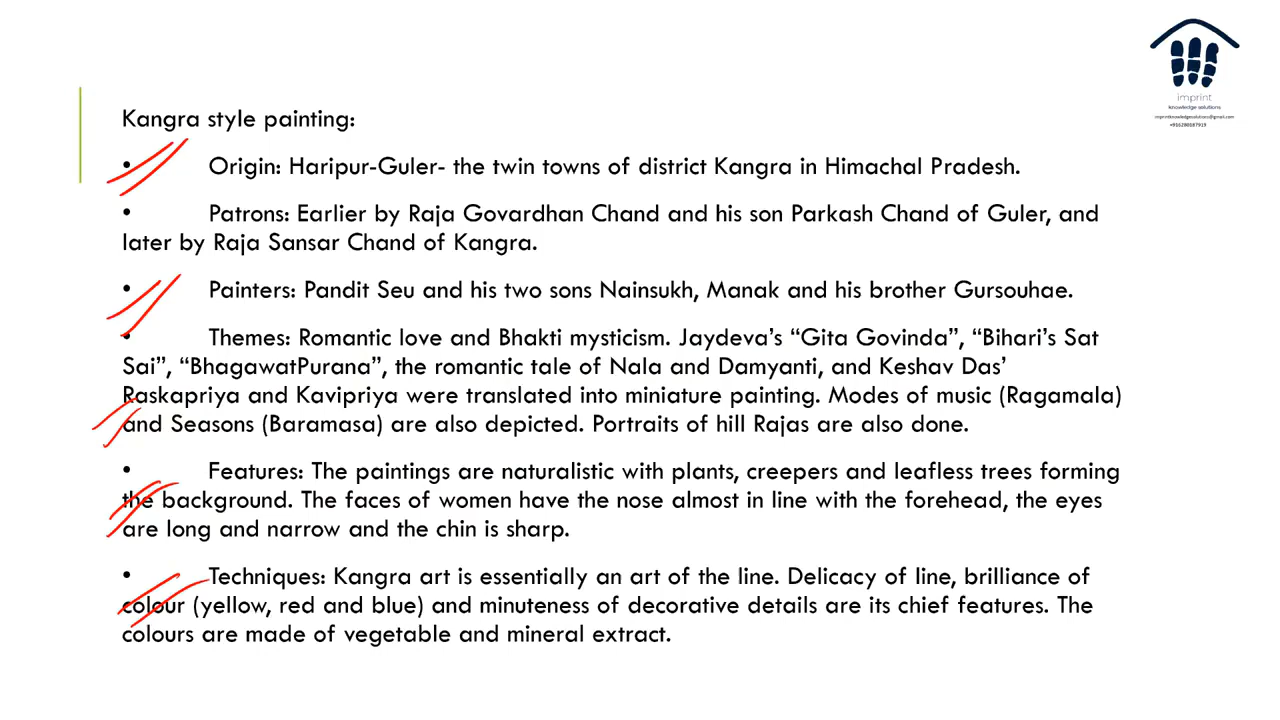 imprint
knowledge solutions
imprintknowledgesolutions@gmail.com
+916280187919
Kangra style painting:
• Origin: Haripur-Guler- the twin towns of district Kangra in Himachal Pradesh.
• Patrons: Earlier by Raja Govardhan Chand and his son Parkash Chand of Guler, and
later by Raja Sansar Chand of Kangra.
• Painters: Pandit Seu and his two sons Nainsukh, Manak and his brother Gursouhae.
• Themes: Romantic love and Bhakti mysticism. Jaydeva’s “Gita Govinda”, “Bihari’s Sat
Sai”, “BhagawatPurana”, the romantic tale of Nala and Damyanti, and Keshav Das’
Raskapriya and Kavipriya were translated into miniature painting. Modes of music (Ragamala)
and Seasons (Baramasa) are also depicted. Portraits of hill Rajas are also done.
• Features: The paintings are naturalistic with plants, creepers and leafless trees forming
the background. The faces of women have the nose almost in line with the forehead, the eyes
are long and narrow and the chin is sharp.
• Techniques: Kangra art is essentially an art of the line. Delicacy of line, brilliance of
colour (yellow, red and blue) and minuteness of decorative details are its chief features. The
colours are made of vegetable and mineral extract.